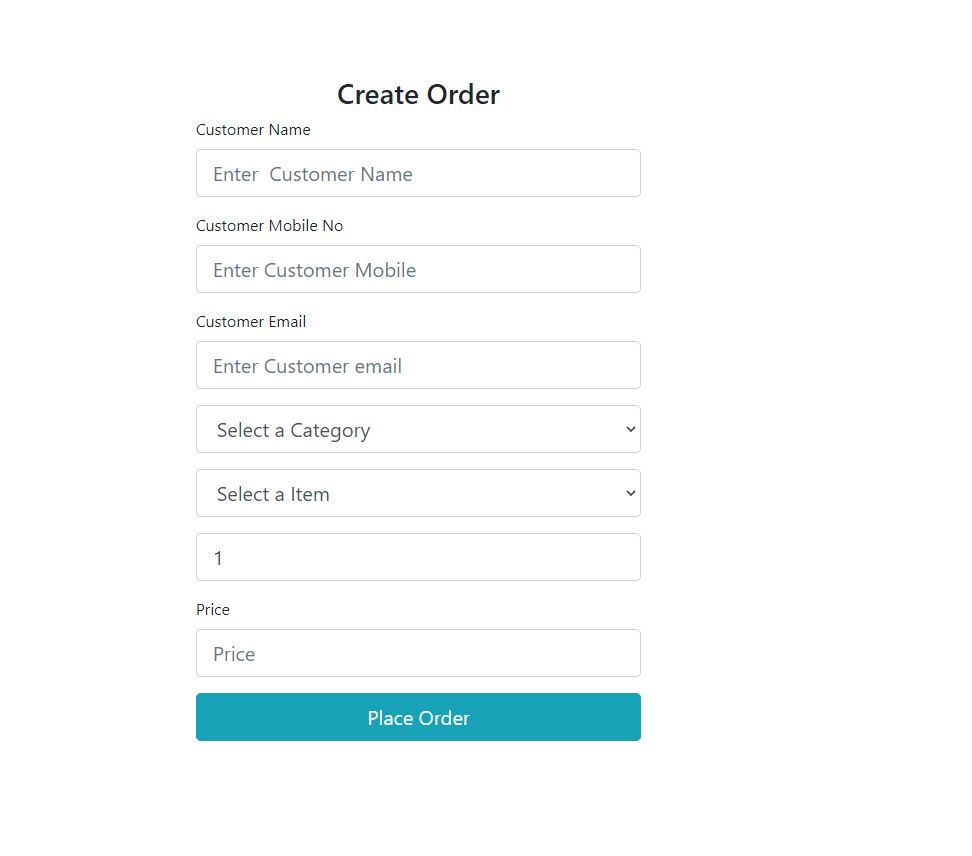 Create Order
Customer Name
Enter  Customer Name
Customer Mobile No
Enter Customer Mobile
Customer Email
Enter Customer email
Select a Category
Select a Item
1
Price
Price
Place Order